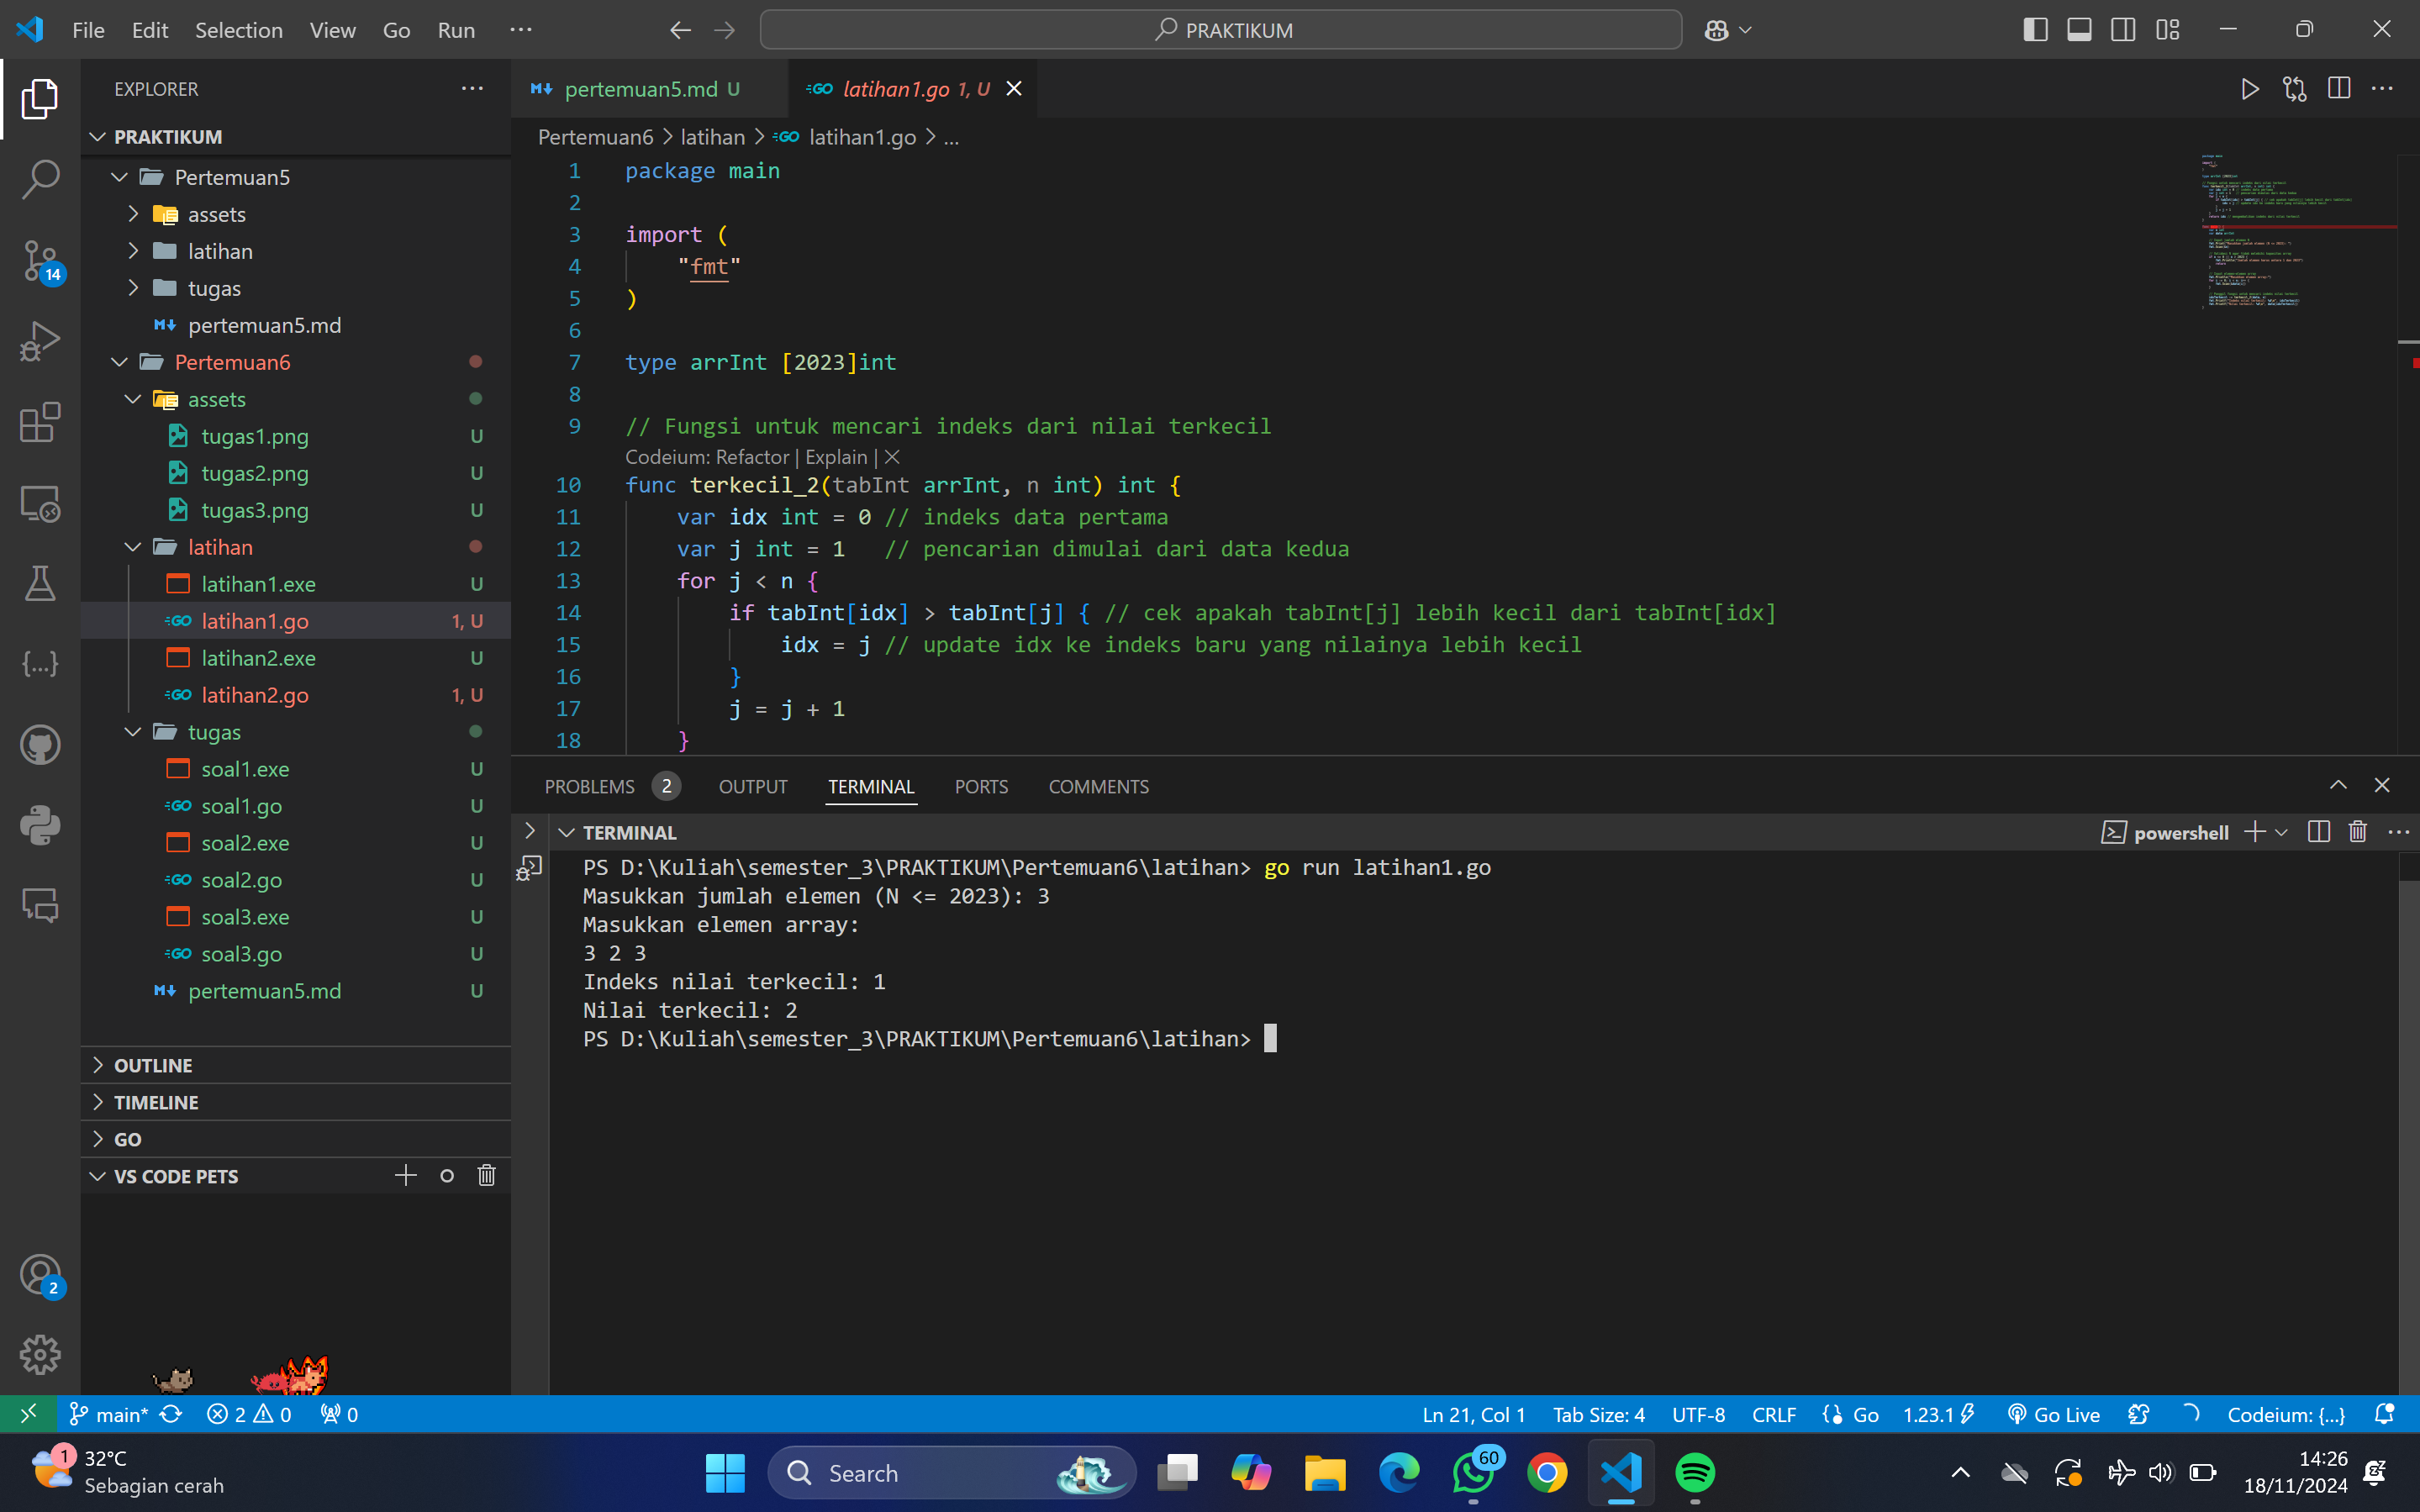 File Edit Selection View Go Run ···
PRAKTIKUM
EXPLORER
PRAKTIKUM
Pertemuan5
assets
latihan
tugas
pertemuan5.md
Pertemuan6
assets
tugas1.png U
tugas2.png U
tugas3.png U
latihan
latihan1.exe U
latihan1.go 1, U
latihan2.exe U
latihan2.go 1, U
tugas
soal1.exe U
soal1.go U
soal2.exe U
soal2.go U
soal3.exe U
soal3.go U
pertemuan5.md U
OUTLINE
TIMELINE
GO
VS CODE PETS
14
2
pertemuan5.md U
latihan1.go 1, U
Pertemuan6 > latihan > latihan1.go > ...
1 package main
2
3 import (
4 "fmt"
5 )
6
7 type arrInt [2023]int
8
9 // Fungsi untuk mencari indeks dari nilai terkecil
Codeium: Refactor | Explain | ×
10 func terkecil_2(tabInt arrInt, n int) int {
11 var idx int = 0 // indeks data pertama
12 var j int = 1 // pencarian dimulai dari data kedua
13 for j < n {
14 if tabInt[idx] > tabInt[j] { // cek apakah tabInt[j] lebih kecil dari tabInt[idx]
15 idx = j // update idx ke indeks baru yang nilainya lebih kecil
16 }
17 j = j + 1
18 }
PROBLEMS 2 OUTPUT TERMINAL PORTS COMMENTS
TERMINAL
powershell
PS D:\Kuliah\semester_3\PRAKTIKUM\Pertemuan6\latihan> go run latihan1.go
Masukkan jumlah elemen (N <= 2023): 3
Masukkan elemen array:
3 2 3
Indeks nilai terkecil: 1
Nilai terkecil: 2
PS D:\Kuliah\semester_3\PRAKTIKUM\Pertemuan6\latihan>
main* 2 0 0
Ln 21, Col 1 Tab Size: 4 UTF-8 CRLF Go 1.23.1 Go Live Codeium: {...}
1
32°C
Sebagian cerah
Search
60
14:26
18/11/2024